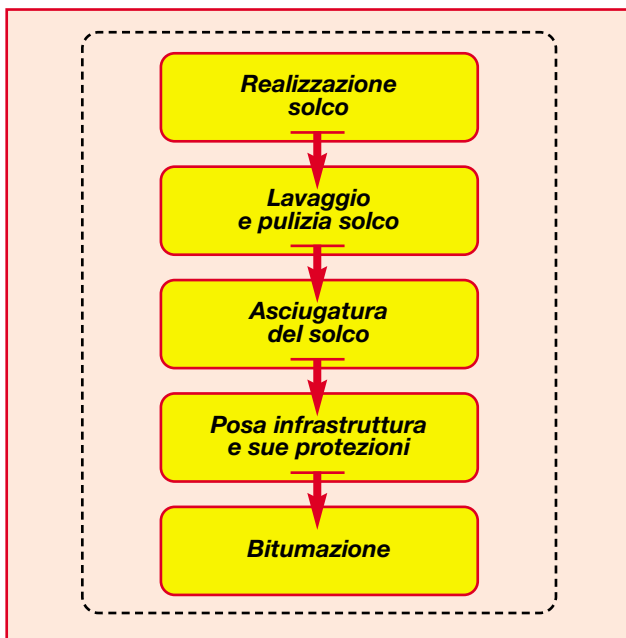 Realizzazione
solco
Lavaggio
e pulizia solco
Asciugatura
del solco
Posa infrastruttura
e sue protezioni
Bitumazione